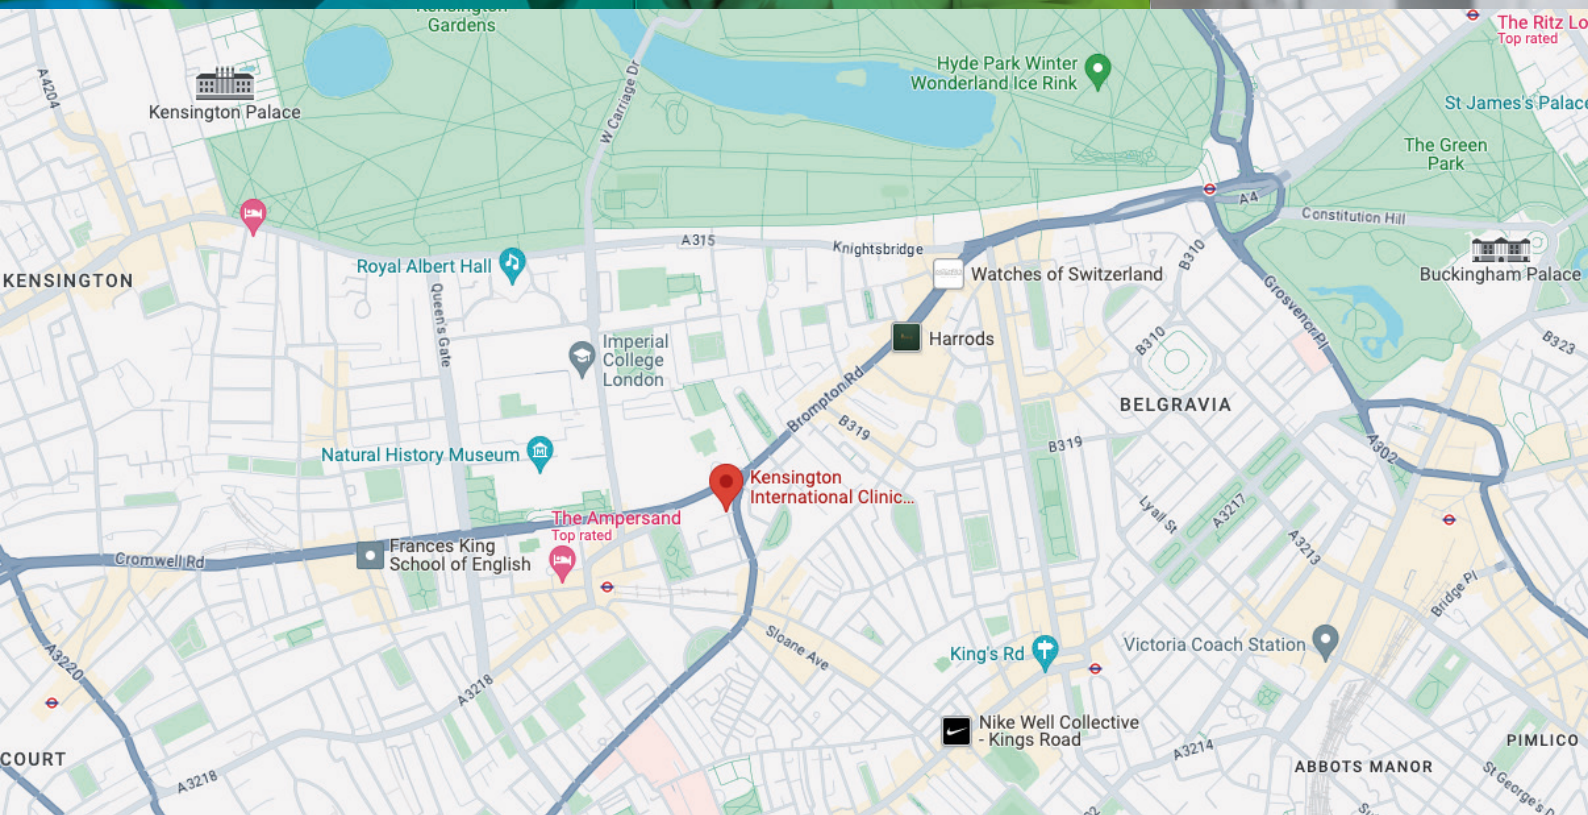 Kensington
Gardens
The Ritz Lo
Top rated
Hyde Park Winter
Wonderland Ice Rink
A4204
Kensington Palace
W Carriage Dr
St James's Palace
The Green
Park
A4
Constitution Hill
A315
Knightsbridge
B310
Royal Albert Hall
KENSINGTON
Watches of Switzerland
Buckingham Palace
Queen's Gate
Grosvenor Pl
Imperial
College
London
Harrods
B310
B323
Brompton Rd
B319
BELGRAVIA
B319
A302
Natural History Museum
Kensington
International Clinic...
Lyall St
A3217
The Ampersand
Top rated
A3213
Cromwell Rd
Frances King
School of English
Bridge Pl
Sloane Ave
King's Rd
Victoria Coach Station
A3220
A3218
Nike Well Collective
- Kings Road
A3214
PIMLICO
COURT
ABBOTS MANOR
A3218
St George's D